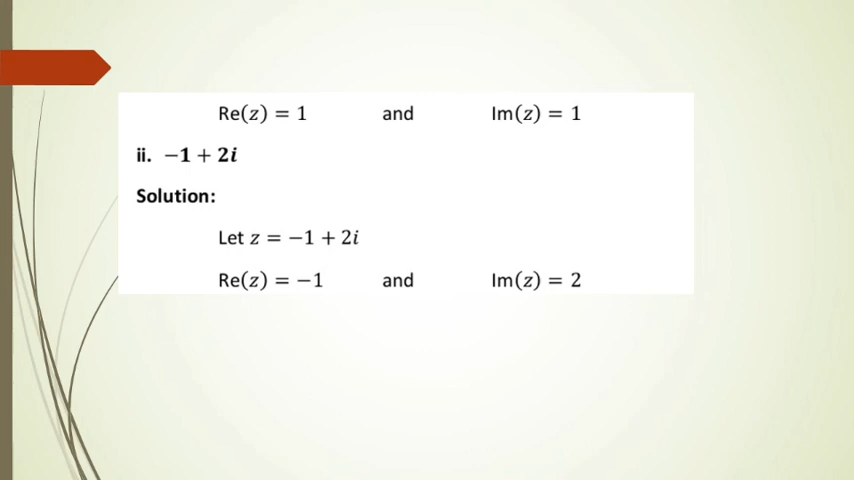 Re(z) = 1 and Im(z) = 1
ii. −1 + 2i
Solution:
Let z = −1 + 2i
Re(z) = −1 and Im(z) = 2